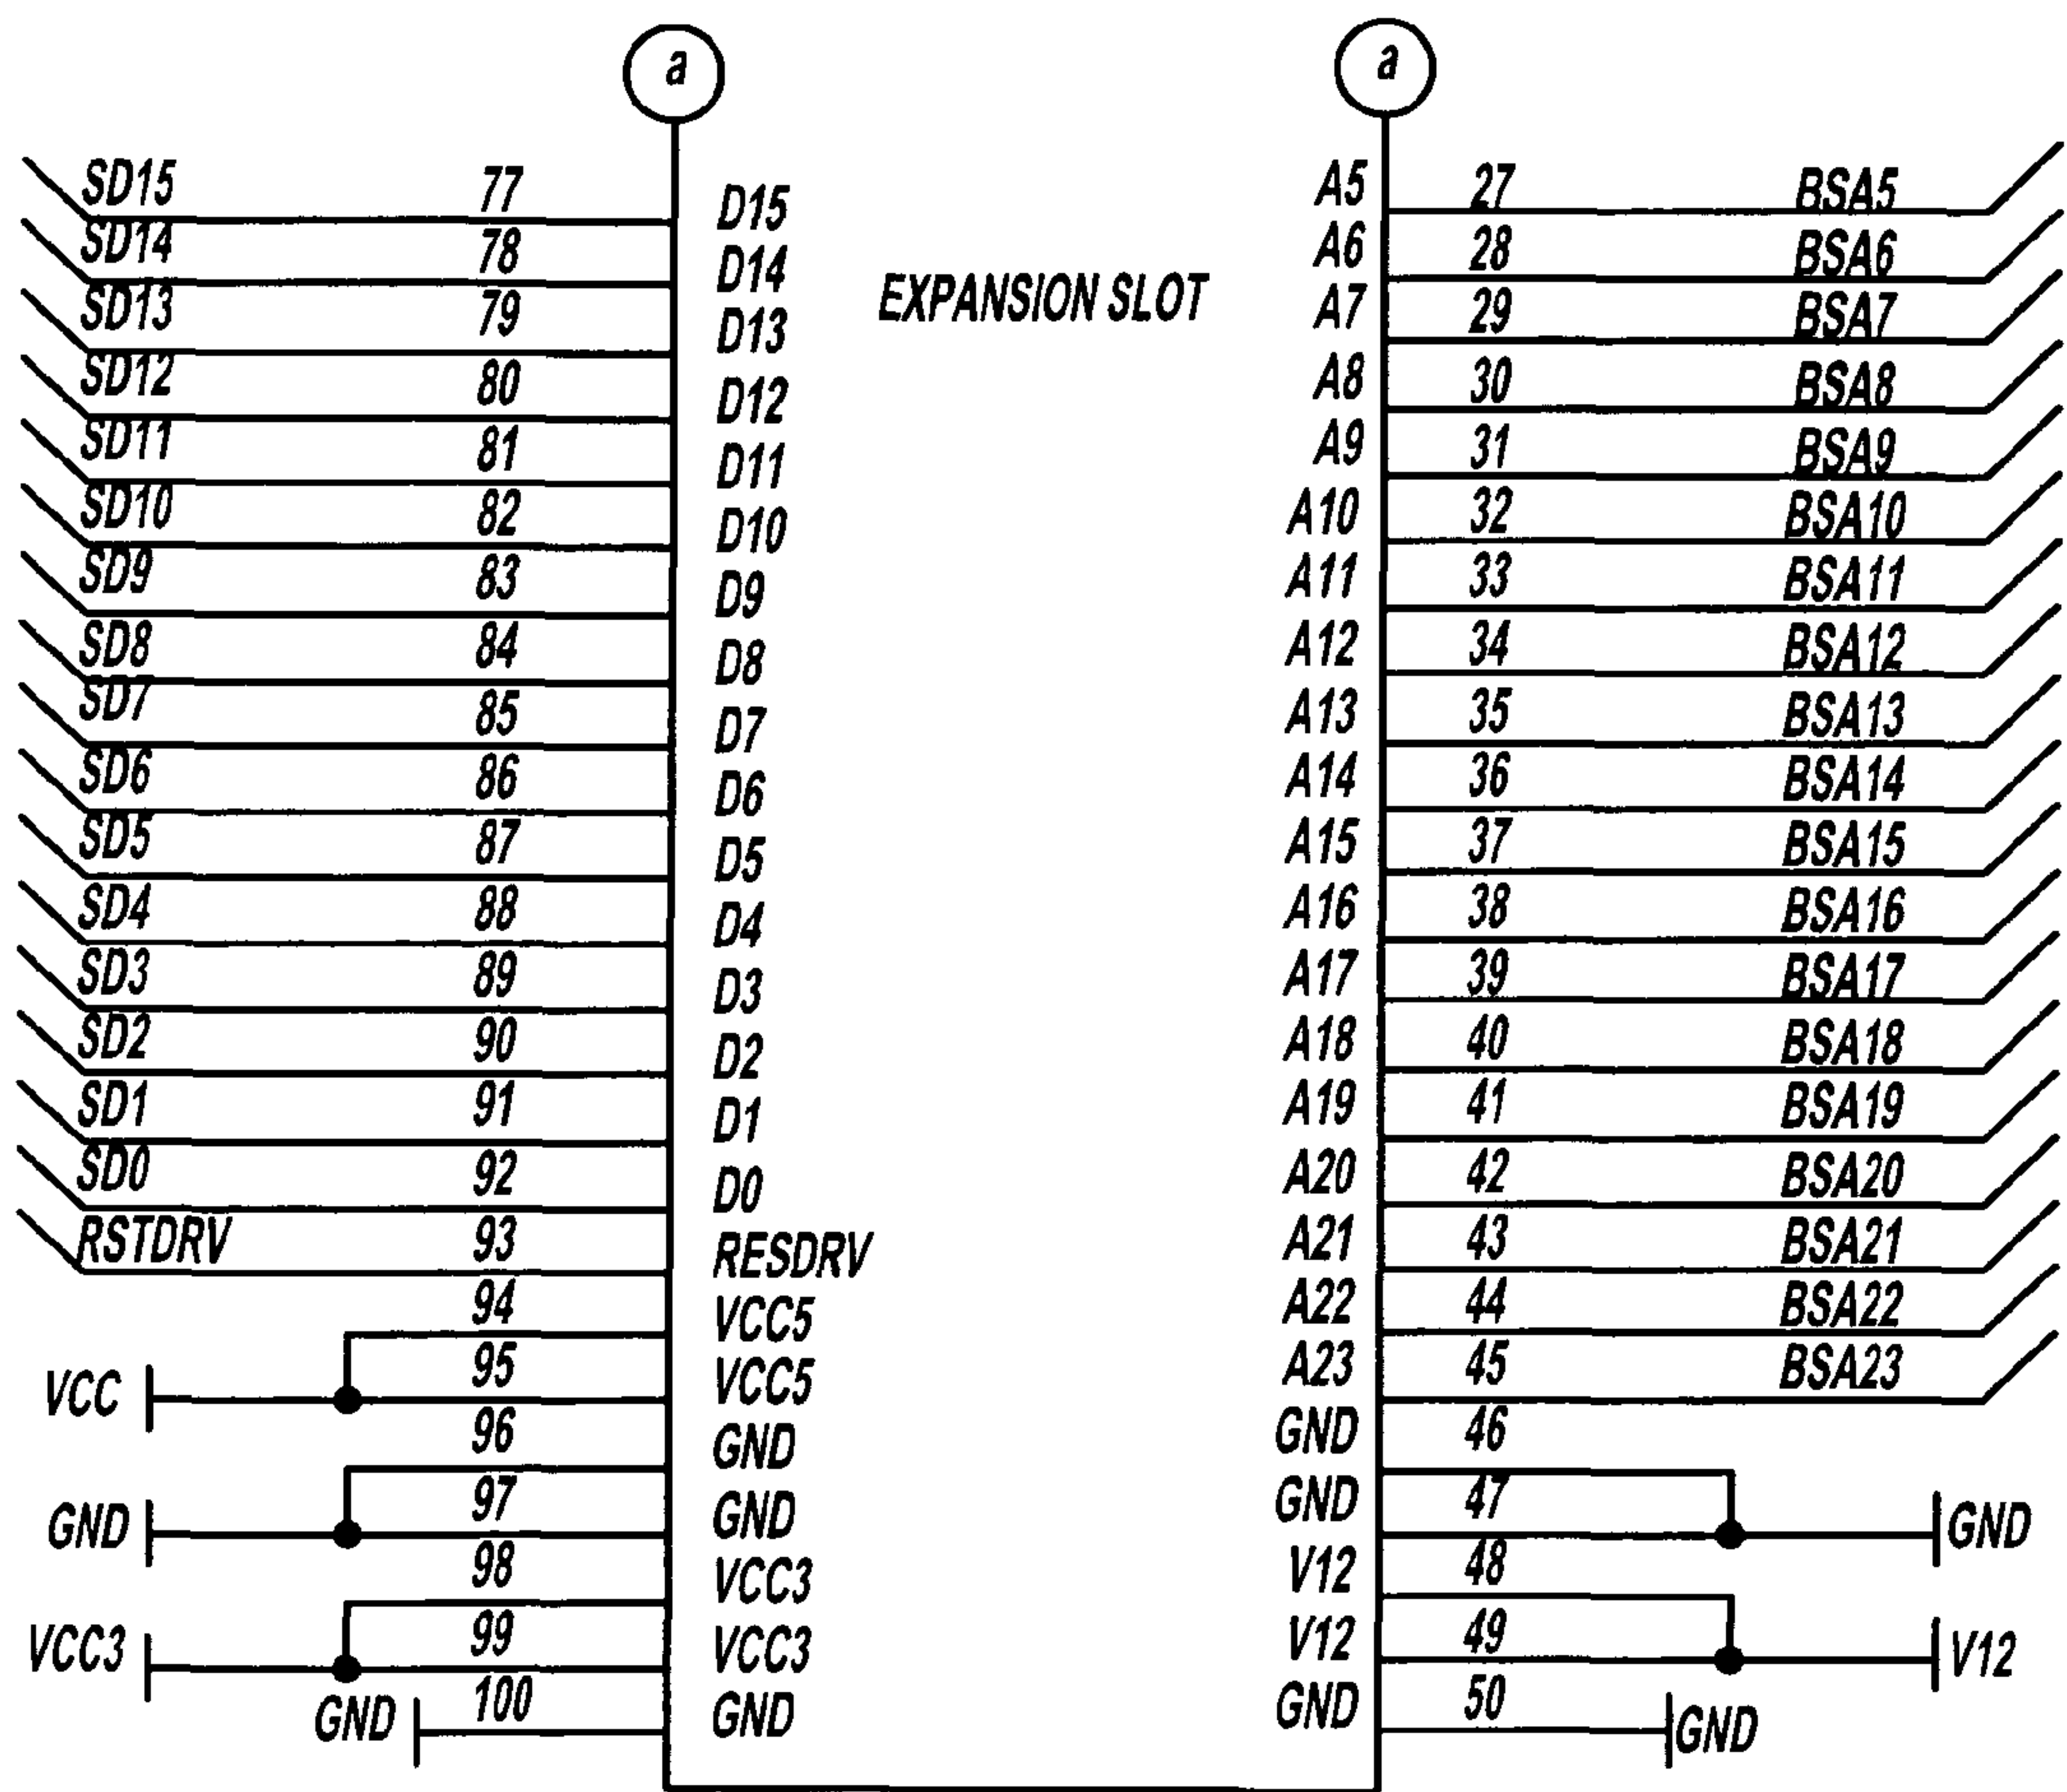 a a
SD15 77 D15 A5 27 BSA5
SD14 78 D14 A6 28 BSA6
EXPANSION SLOT
SD13 79 D13 A7 29 BSA7
SD12 80 D12 A8 30 BSA8
SD11 81 D11 A9 31 BSA9
SD10 82 D10 A10 32 BSA10
SD9 83 D9 A11 33 BSA11
SD8 84 D8 A12 34 BSA12
SD7 85 D7 A13 35 BSA13
SD6 86 D6 A14 36 BSA14
SD5 87 D5 A15 37 BSA15
SD4 88 D4 A16 38 BSA16
SD3 89 D3 A17 39 BSA17
SD2 90 D2 A18 40 BSA18
SD1 91 D1 A19 41 BSA19
SD0 92 D0 A20 42 BSA20
RSTDRV 93 RESDRV A21 43 BSA21
94 VCC5 A22 44 BSA22
VCC 95 VCC5 A23 45 BSA23
96 GND GND 46
GND 97 GND GND 47 GND
98 VCC3 V12 48
VCC3 99 VCC3 V12 49 V12
GND 100 GND GND 50 GND